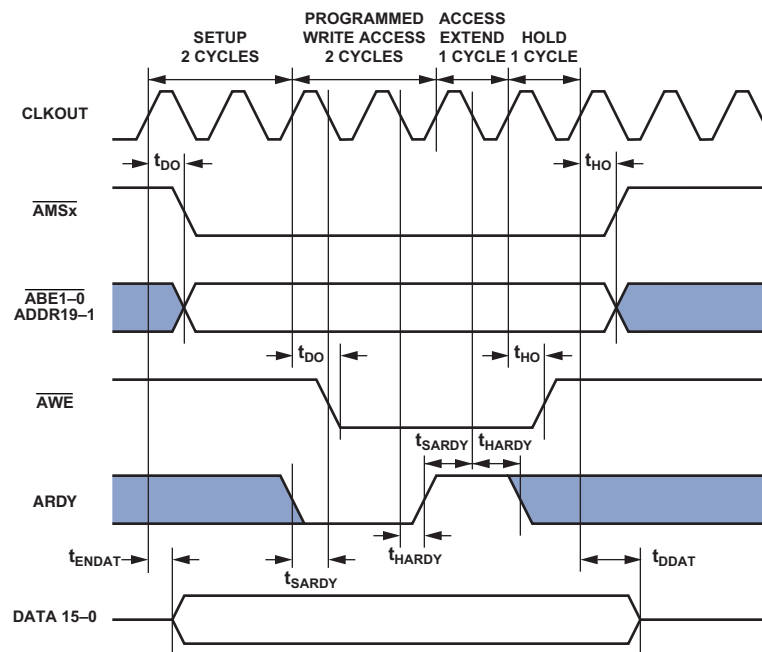 SETUP
2 CYCLES
PROGRAMMED
WRITE ACCESS
2 CYCLES
ACCESS
EXTEND
1 CYCLE
HOLD
1 CYCLE
CLKOUT
tDO
tHO
AMSx
ABE1–0
ADDR19–1
tDO
tHO
AWE
tSARDY
tHARDY
ARDY
tENDAT
tSARDY
tHARDY
tDDAT
DATA 15–0